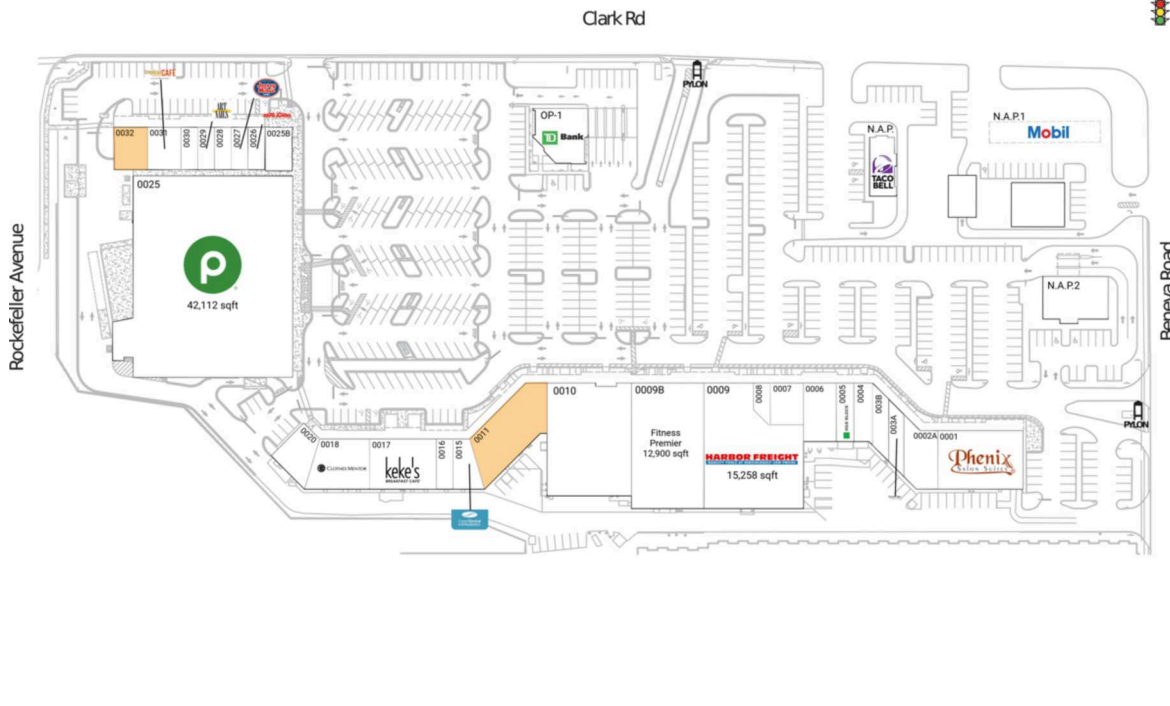 Clark Rd
CAFÉ
PYLON
OP-1
TD Bank
N.A.P.
TACO
BELL
N.A.P.1
Mobil
0032
0031
0030
0029
0028
0027
0026
0025B
0025
42,112 sqft
Rockefeller Avenue
Beneva Road
N.A.P.2
PYLON
0020
0018
CLOTHES MENTOR
0017
keke's
BREAKFAST CAFE
0016
0015
0011
0010
0009B
Fitness
Premier
12,900 sqft
0009
HARBOR FREIGHT
15,258 sqft
0008
0007
0006
0005
H&R BLOCK
0004
003B
003A
0002A
0001
Phenix
Salon Suites